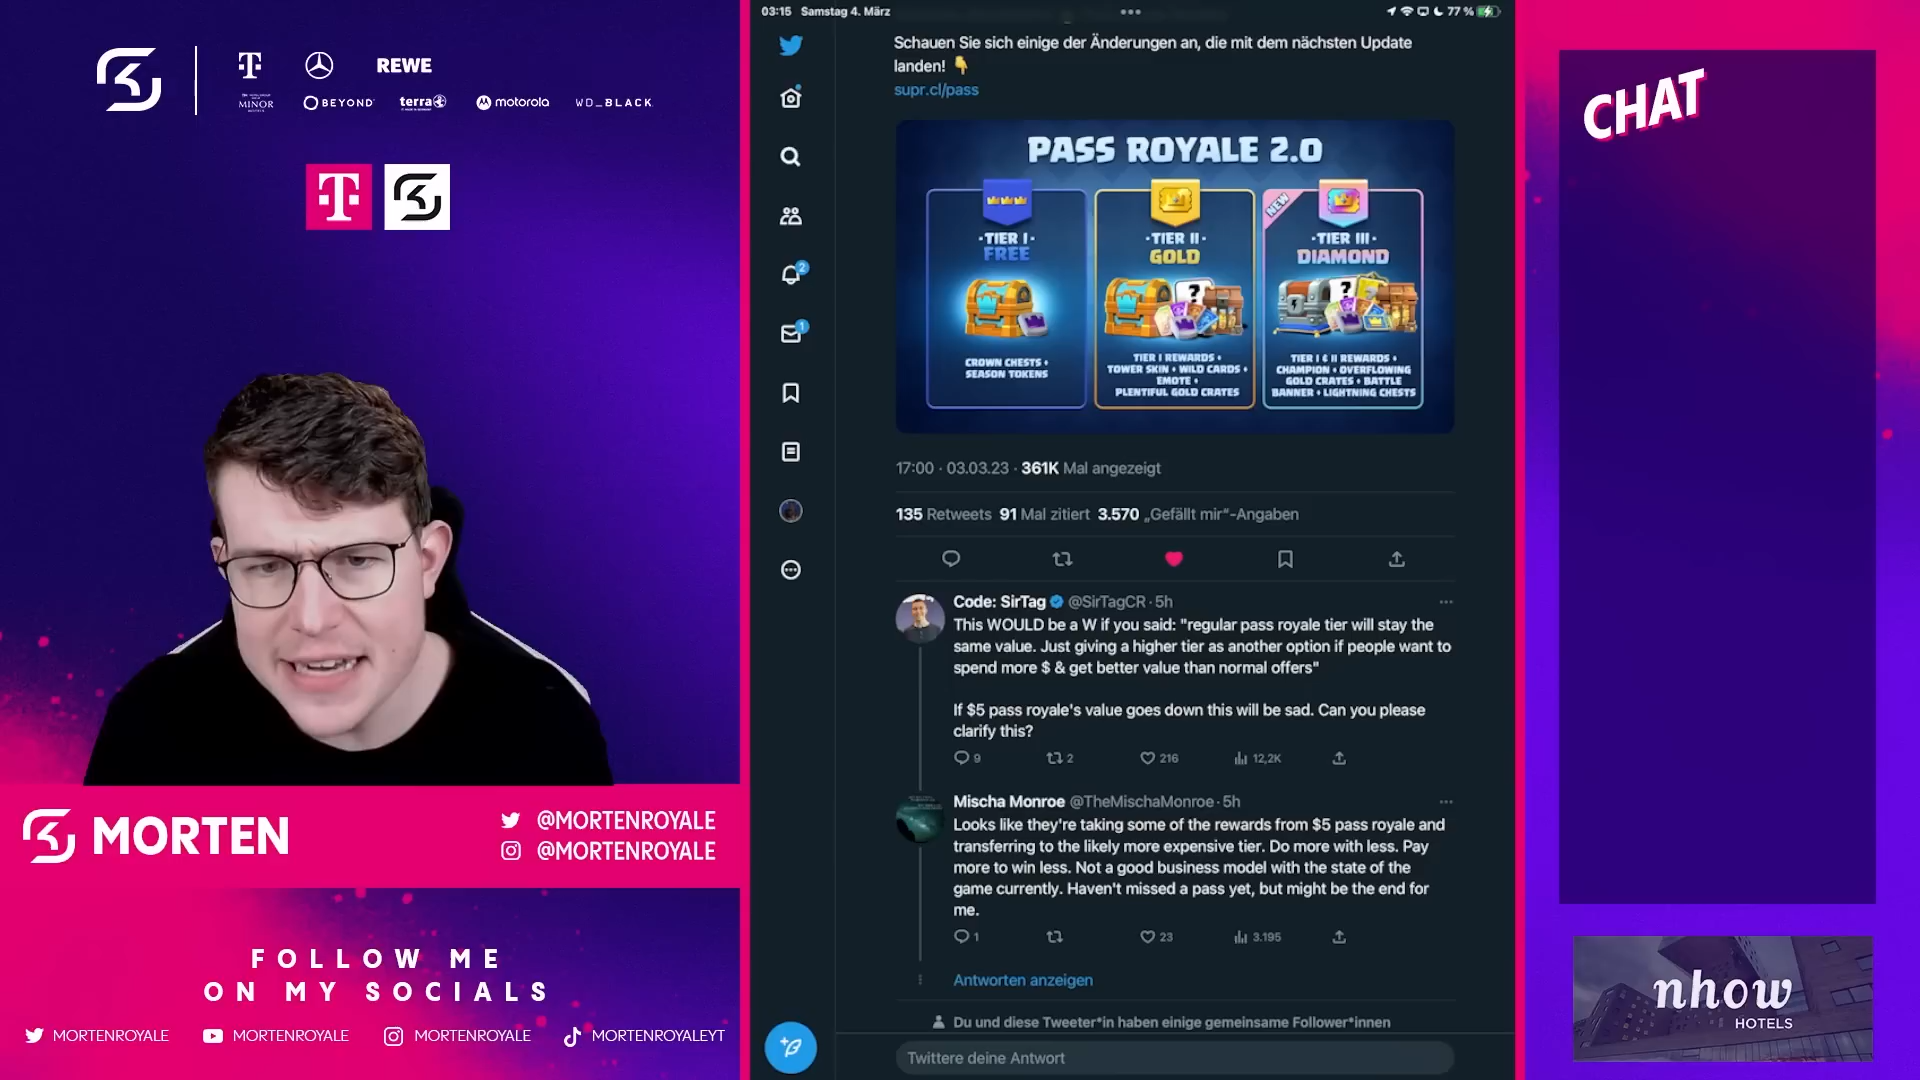 T
REWE
MINOR
BEYOND
terra
motorola
WD_BLACK
T
MORTEN
@MORTENROYALE
@MORTENROYALE
FOLLOW ME
ON MY SOCIALS
MORTENROYALE
MORTENROYALE
MORTENROYALE
MORTENROYALEYT
03:15 Samstag 4. März
77 %
2
1
Schauen Sie sich einige der Änderungen an, die mit dem nächsten Update
landen! 👇
supr.cl/pass
PASS ROYALE 2.0
·TIER I·
FREE
CROWN CHESTS +
SEASON TOKENS
·TIER II·
GOLD
?
TIER I REWARDS +
TOWER SKIN + WILD CARDS +
EMOTE +
PLENTIFUL GOLD CRATES
NEW
·TIER III·
DIAMOND
?
TIER I & II REWARDS +
CHAMPION + OVERFLOWING
GOLD CRATES + BATTLE
BANNER + LIGHTNING CHESTS
17:00 · 03.03.23 · 361K Mal angezeigt
135 Retweets 91 Mal zitiert 3.570 „Gefällt mir“-Angaben
Code: SirTag @SirTagCR · 5h
This WOULD be a W if you said: "regular pass royale tier will stay the
same value. Just giving a higher tier as another option if people want to
spend more $ & get better value than normal offers"
If $5 pass royale's value goes down this will be sad. Can you please
clarify this?
9 2 216 12,2K
Mischa Monroe @TheMischaMonroe · 5h
Looks like they're taking some of the rewards from $5 pass royale and
transferring to the likely more expensive tier. Do more with less. Pay
more to win less. Not a good business model with the state of the
game currently. Haven't missed a pass yet, but might be the end for
me.
1 23 3.195
Antworten anzeigen
Du und diese Tweeter*in haben einige gemeinsame Follower*innen
Twittere deine Antwort
CHAT
nhow
HOTELS